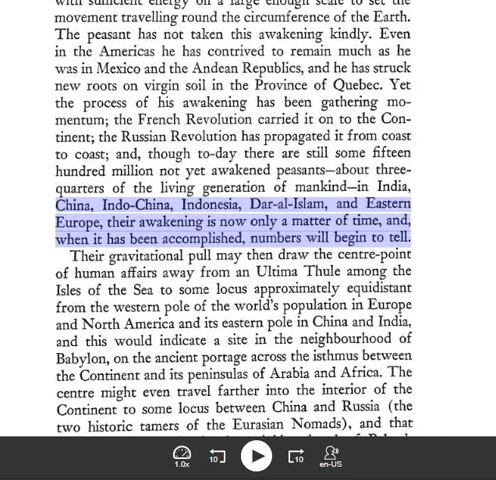 with sufficient energy on a large enough scale to set the
movement travelling round the circumference of the Earth.
The peasant has not taken this awakening kindly. Even
in the Americas he has contrived to remain much as he
was in Mexico and the Andean Republics, and he has struck
new roots on virgin soil in the Province of Quebec. Yet
the process of his awakening has been gathering mo-
mentum; the French Revolution carried it on to the Con-
tinent; the Russian Revolution has propagated it from coast
to coast; and, though to-day there are still some fifteen
hundred million not yet awakened peasants—about three-
quarters of the living generation of mankind—in India,
China, Indo-China, Indonesia, Dar-al-Islam, and Eastern
Europe, their awakening is now only a matter of time, and,
when it has been accomplished, numbers will begin to tell.
Their gravitational pull may then draw the centre-point
of human affairs away from an Ultima Thule among the
Isles of the Sea to some locus approximately equidistant
from the western pole of the world's population in Europe
and North America and its eastern pole in China and India,
and this would indicate a site in the neighbourhood of
Babylon, on the ancient portage across the isthmus between
the Continent and its peninsulas of Arabia and Africa. The
centre might even travel farther into the interior of the
Continent to some locus between China and Russia (the
two historic tamers of the Eurasian Nomads), and that
1.0x
10
10
en-US